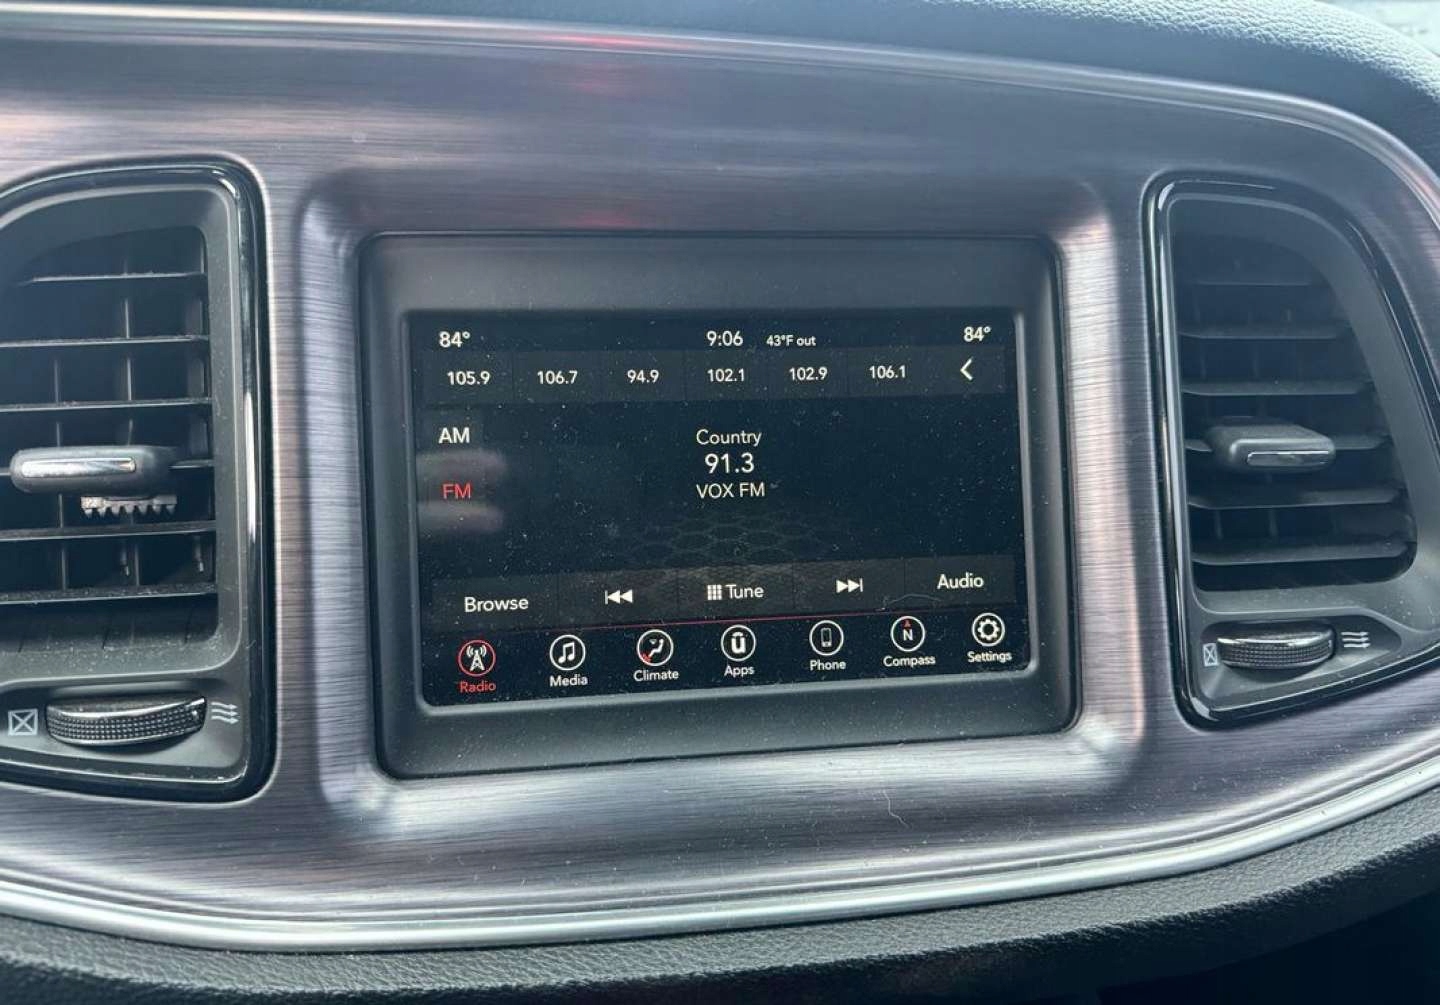 84° 9:06 43°F out 84°
105.9 106.7 94.9 102.1 102.9 106.1
AM
Country
91.3
FM
VOX FM
Browse Tune Audio
Radio Media Climate Apps Phone Compass Settings
N